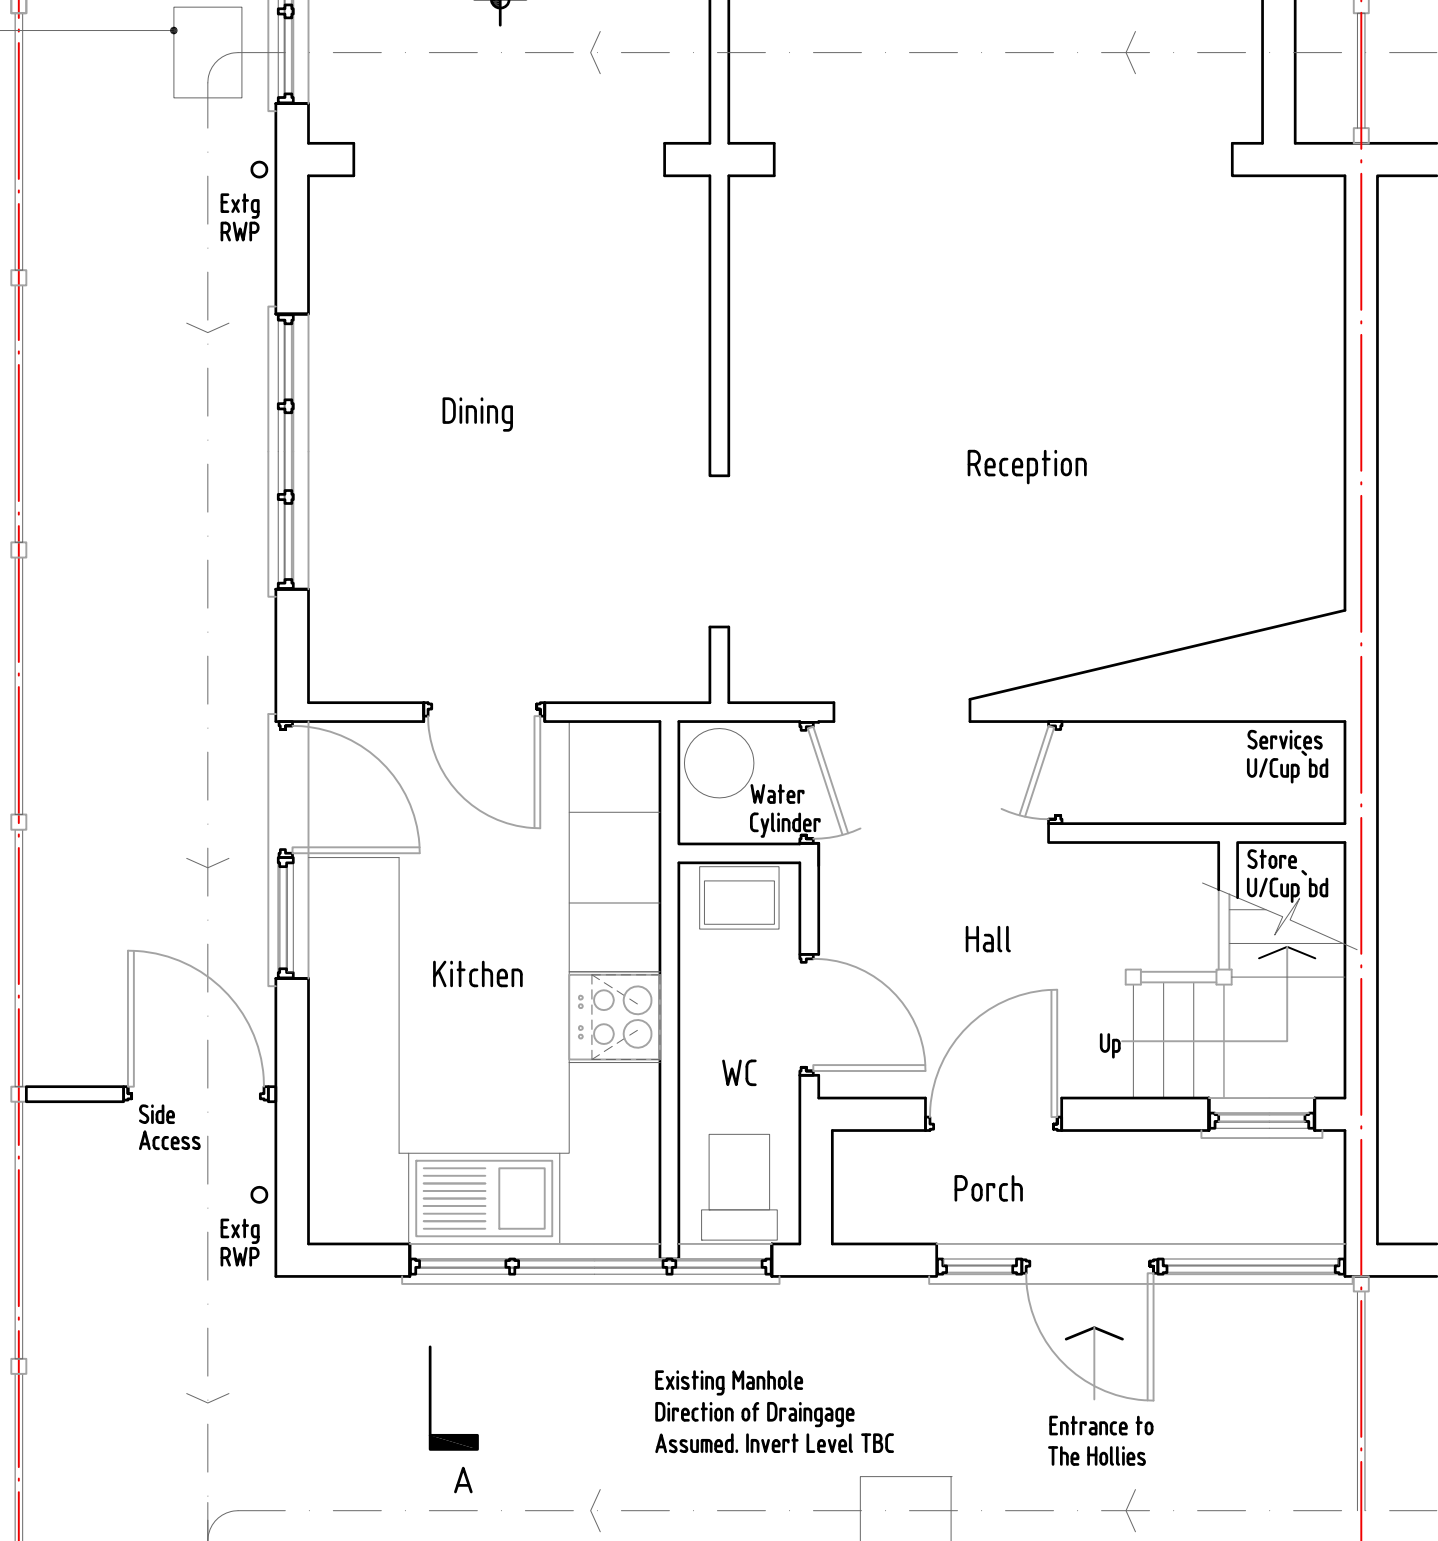 Extg
RWP
Dining
Reception
Services
U/Cup`bd
Water
Cylinder
Store
U/Cup`bd
Hall
Kitchen
Up
WC
Side
Access
Porch
Extg
RWP
Existing Manhole
Direction of Draingage
Assumed. Invert Level TBC
Entrance to
The Hollies
A